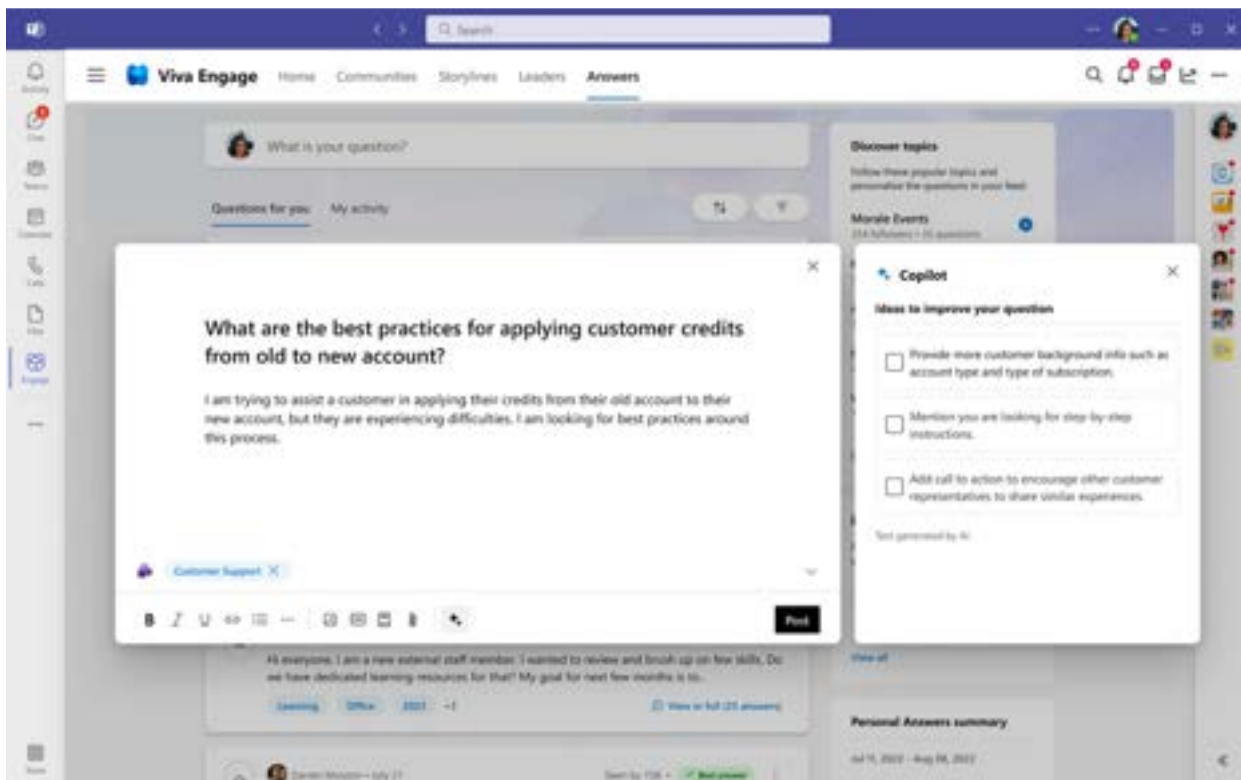 Search
Viva Engage Home Communities Storylines Leaders Answers
Activity
Chat
Teams
Calendar
Calls
Files
Engage
What is your question?
Questions for you My activity
Discover topics
Follow these popular topics and
personalize the questions in your feed
Morale Events
What are the best practices for applying customer credits
from old to new account?
I am trying to assist a customer in applying their credits from their old account to their
new account, but they are experiencing difficulties. I am looking for best practices around
this process.
Customer Support
B I U
Post
Copilot
Ideas to improve your question
Provide more customer background info such as
account type and type of subscription.
Mention you are looking for step-by-step
instructions.
Add call to action to encourage other customer
representatives to share similar experiences.
Text generated by AI
Hi everyone. I am a new external staff member. I wanted to review and brush up on few skills. Do
we have dedicated learning resources for that? My goal for next few months is to...
Learning Office 2023
View in full (25 answers)
View all
Personal Answers summary
Best answer